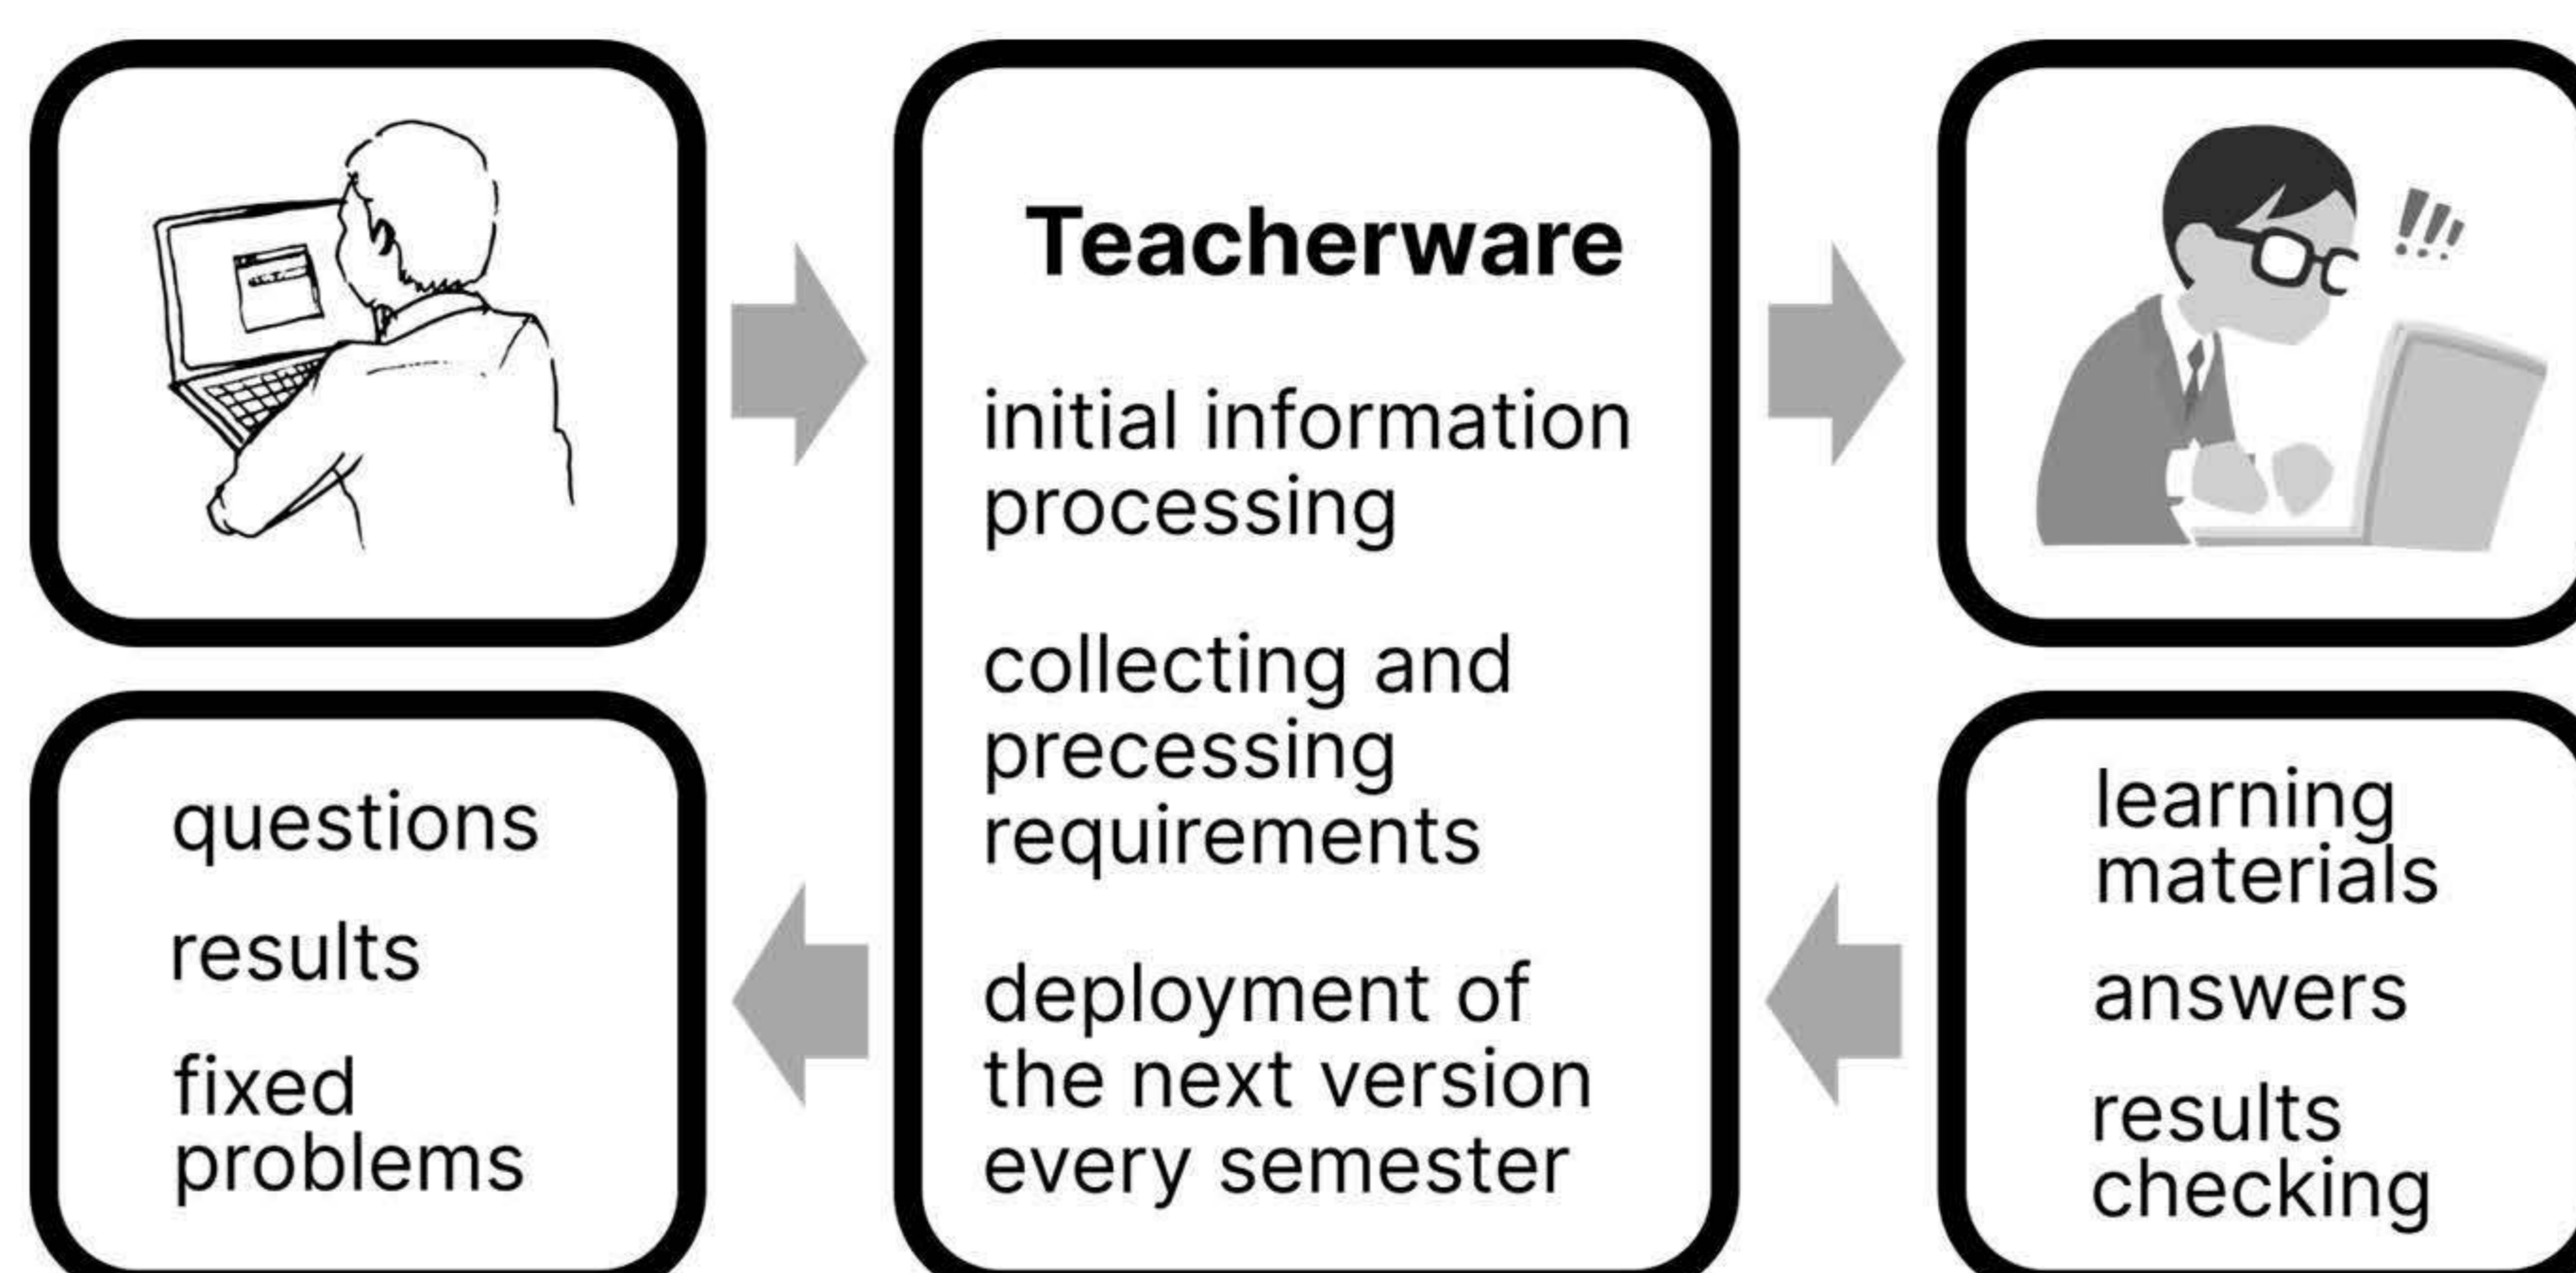 Teacherware
initial information
processing
collecting and
precessing
requirements
deployment of
the next version
every semester
questions
results
fixed
problems
learning
materials
answers
results
checking
!!!